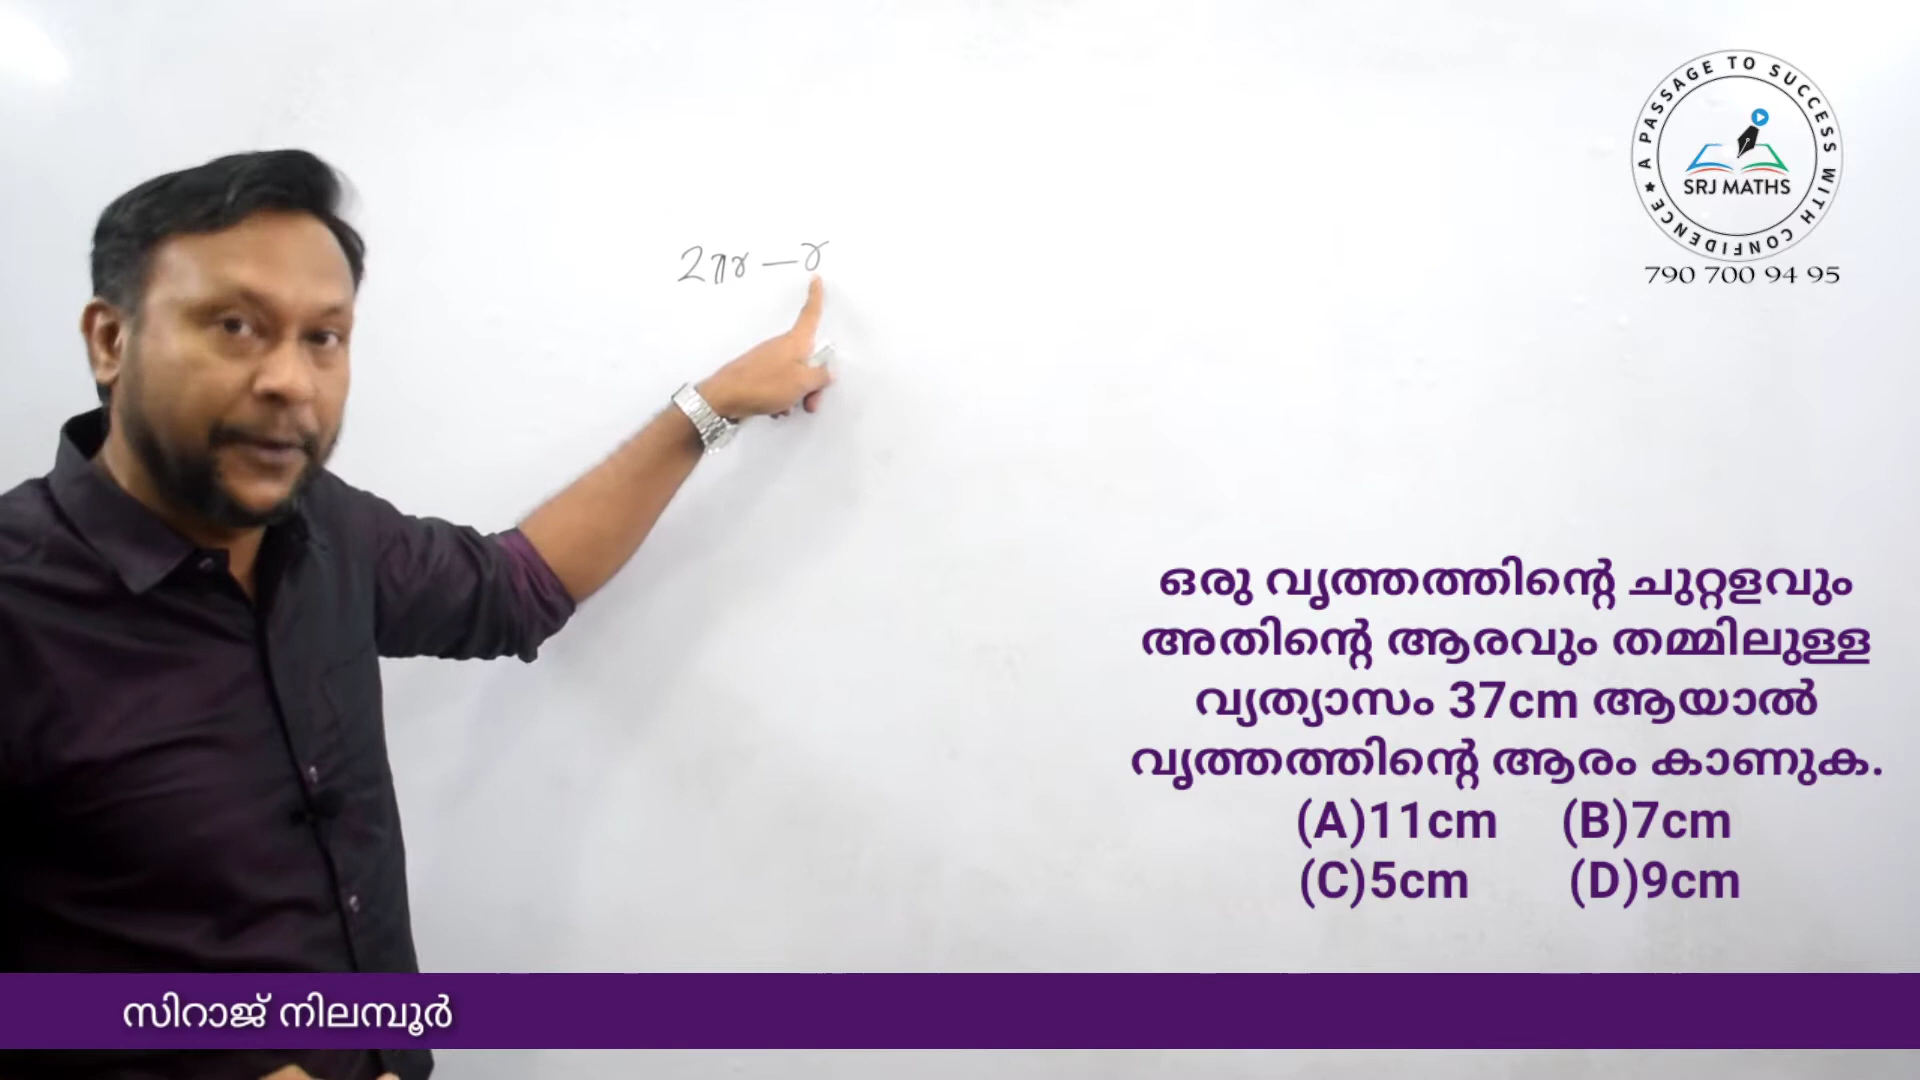 A PASSAGE TO SUCCESS WITH CONFIDENCE ★
SRJ MATHS
790 700 94 95
2πr — r
ഒരു വൃത്തത്തിന്റെ ചുറ്റളവും
അതിന്റെ ആരവും തമ്മിലുള്ള
വ്യത്യാസം 37cm ആയാൽ
വൃത്തത്തിന്റെ ആരം കാണുക.
(A)11cm (B)7cm
(C)5cm (D)9cm
സിറാജ് നിലമ്പൂർ